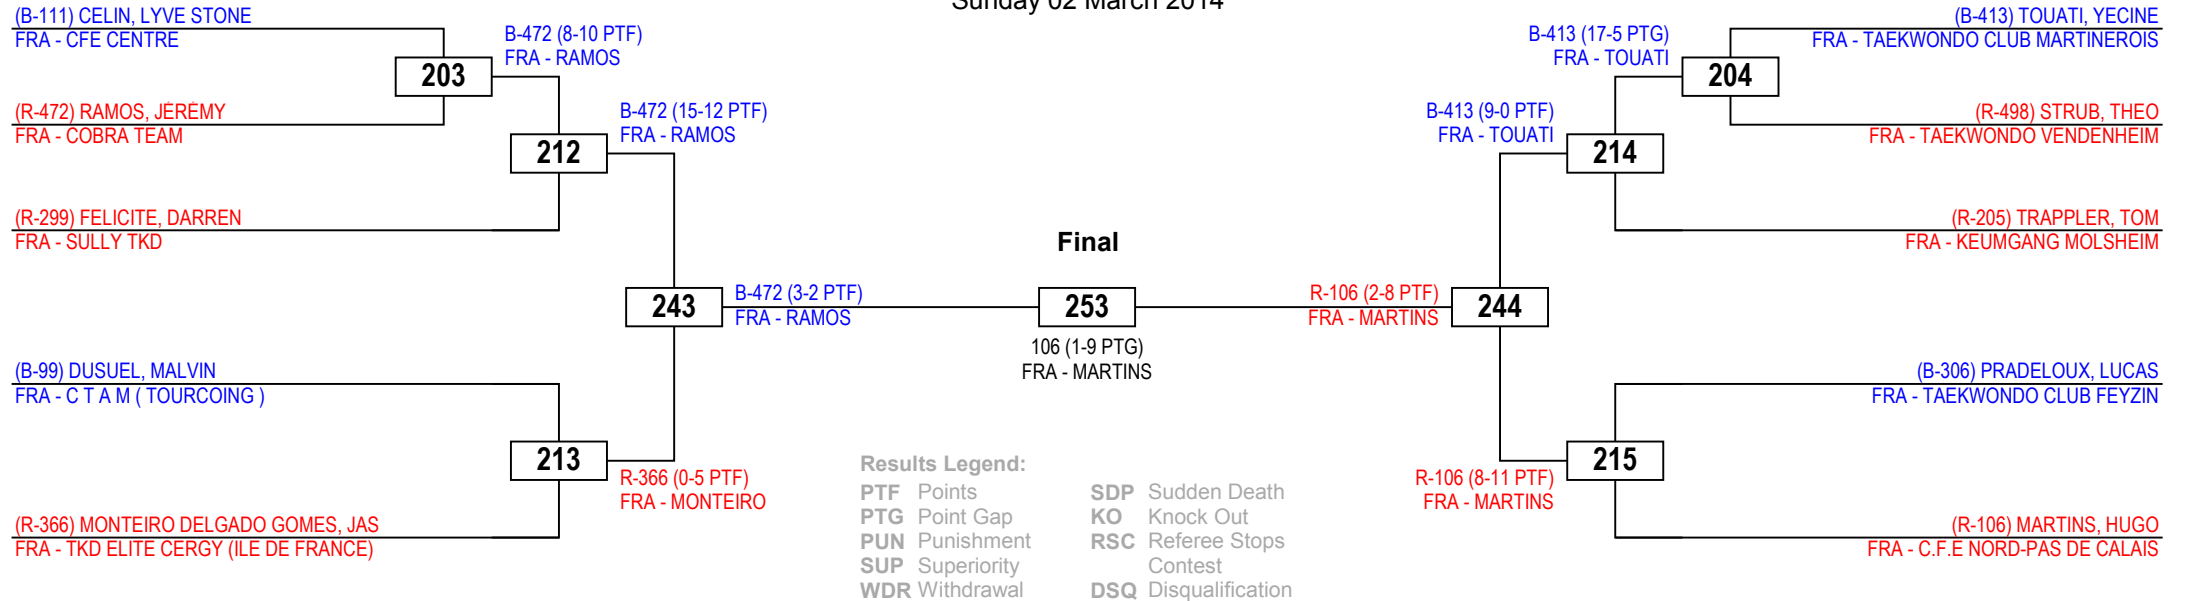 Sunday 02 March 2014
(B-111) CELIN, LYVE STONE
FRA - CFE CENTRE
203
B-472 (8-10 PTF)
FRA - RAMOS
(R-472) RAMOS, JÉRÉMY
FRA - COBRA TEAM
212
B-472 (15-12 PTF)
FRA - RAMOS
(R-299) FELICITE, DARREN
FRA - SULLY TKD
243
B-472 (3-2 PTF)
FRA - RAMOS
(B-99) DUSUEL, MALVIN
FRA - C T A M ( TOURCOING )
213
R-366 (0-5 PTF)
FRA - MONTEIRO
(R-366) MONTEIRO DELGADO GOMES, JAS
FRA - TKD ELITE CERGY (ILE DE FRANCE)
Final
253
106 (1-9 PTG)
FRA - MARTINS
(B-413) TOUATI, YECINE
FRA - TAEKWONDO CLUB MARTINEROIS
B-413 (17-5 PTG)
FRA - TOUATI
204
(R-498) STRUB, THEO
FRA - TAEKWONDO VENDENHEIM
B-413 (9-0 PTF)
FRA - TOUATI
214
(R-205) TRAPPLER, TOM
FRA - KEUMGANG MOLSHEIM
R-106 (2-8 PTF)
FRA - MARTINS
244
(B-306) PRADELOUX, LUCAS
FRA - TAEKWONDO CLUB FEYZIN
215
R-106 (8-11 PTF)
FRA - MARTINS
(R-106) MARTINS, HUGO
FRA - C.F.E NORD-PAS DE CALAIS
Results Legend:
PTF Points
PTG Point Gap
PUN Punishment
SUP Superiority
WDR Withdrawal
SDP Sudden Death
KO Knock Out
RSC Referee Stops
Contest
DSQ Disqualification